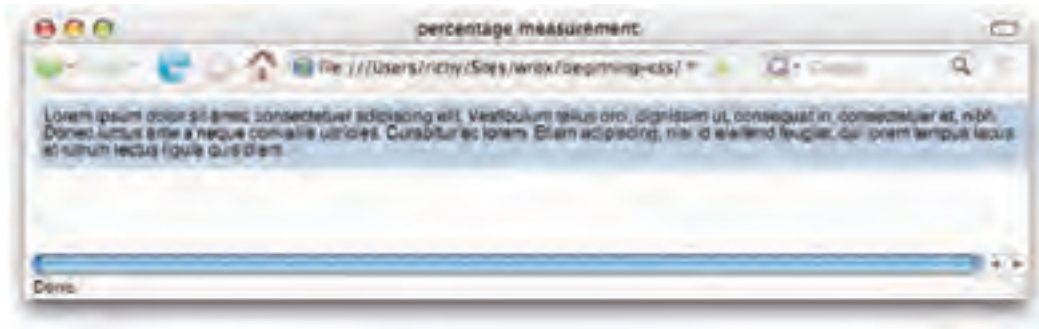 percentage measurement
file:///Users/richy/Sites/wrox/beginning-css/
Lorem ipsum dolor sit amet, consectetuer adipiscing elit. Vestibulum tellus orci, dignissim ut, consequat in, consectetuer et, nibh.
Donec luctus ante a neque convallis ultricies. Curabitur ac lorem. Etiam adipiscing, nisi id eleifend feugiat, dui lorem tempus lacus
et rutrum lectus ligula quis diam.
Done